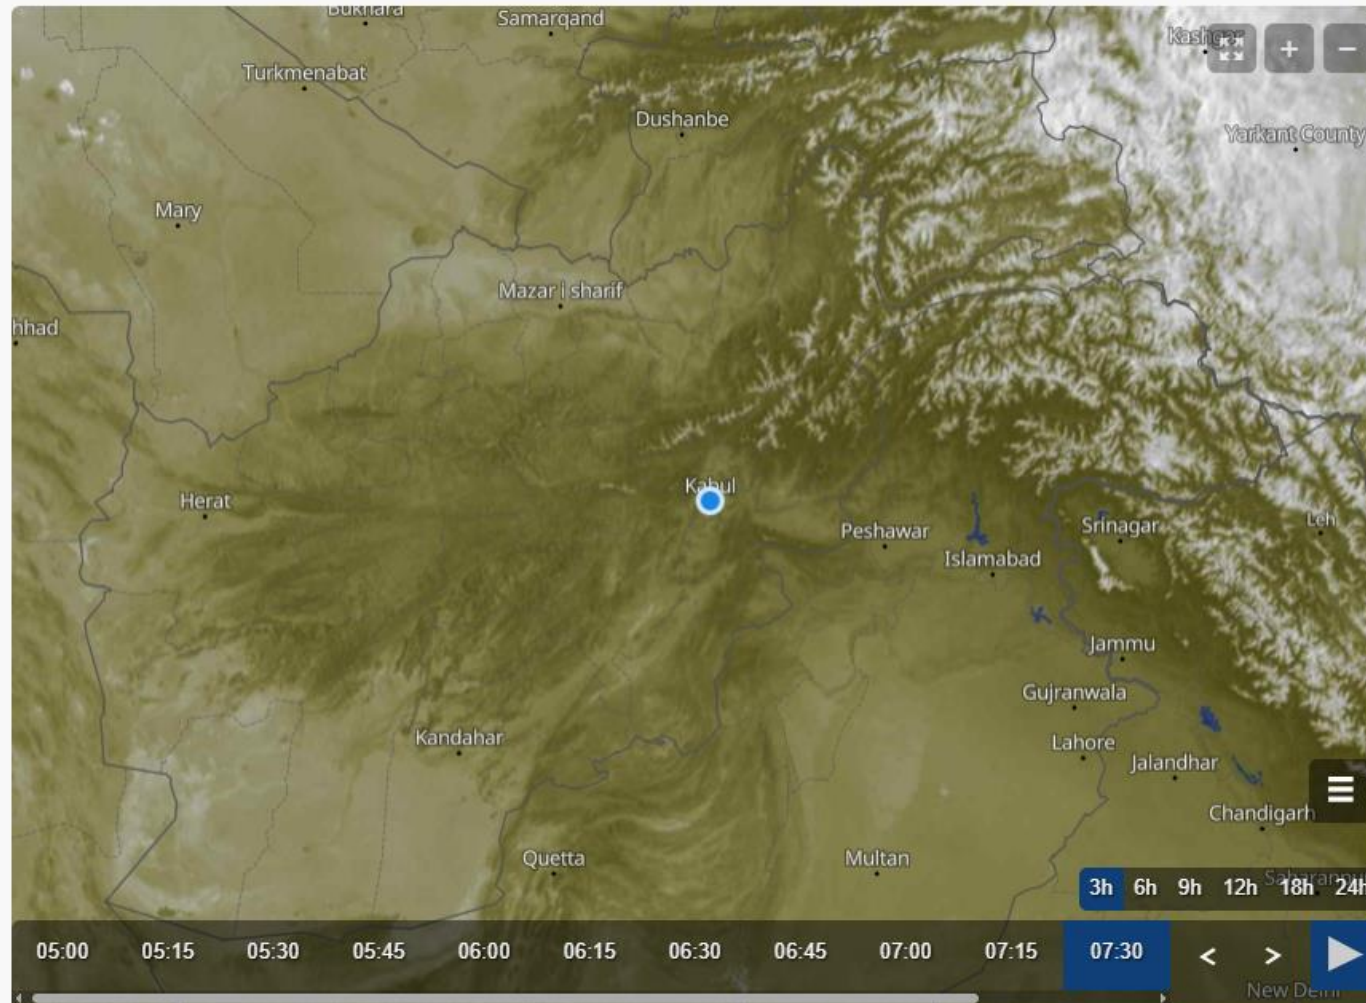 Bukhara
Samarqand
Kashgar
+
−
Turkmenabat
Dushanbe
Yarkant County
Mary
Mazar i sharif
hhad
Kabul
Herat
Peshawar
Srinagar
Leh
Islamabad
Jammu
Gujranwala
Kandahar
Lahore
Jalandhar
Chandigarh
Quetta
Multan
3h 6h 9h 12h 18h 24h
05:00 05:15 05:30 05:45 06:00 06:15 06:30 06:45 07:00 07:15 07:30 < >
New Delhi